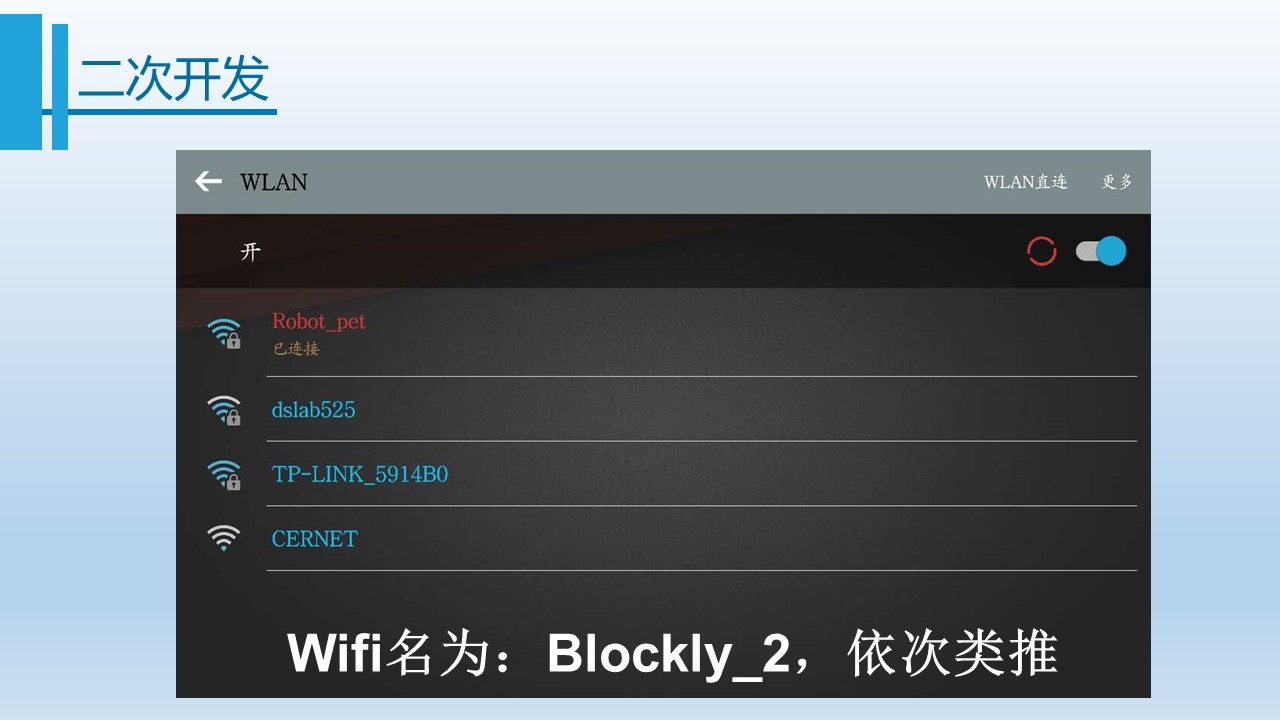 二次开发
WLAN
WLAN直连 更多
开
Robot_pet
已连接
dslab525
TP-LINK_5914B0
CERNET
Wifi名为：Blockly_2，依次类推